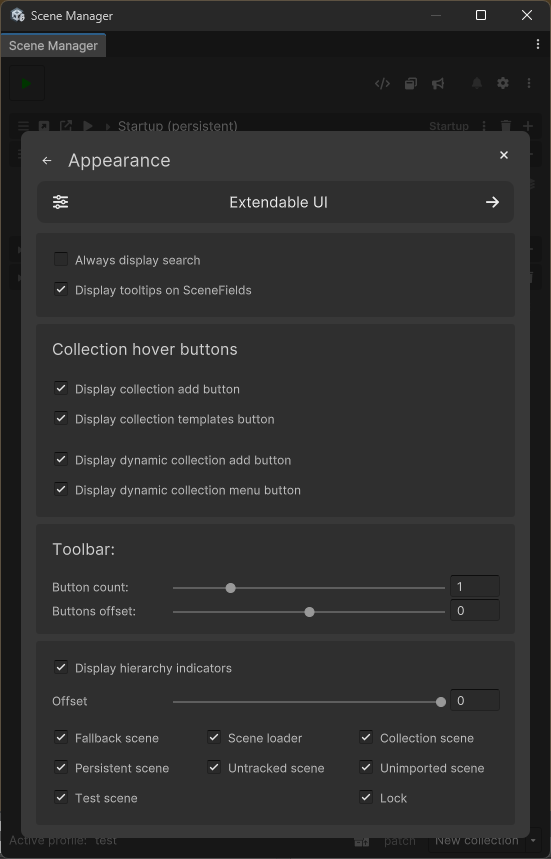 Scene Manager
Scene Manager
Startup (persistent) Startup
Appearance
Extendable UI
Always display search
Display tooltips on SceneFields
Collection hover buttons
Display collection add button
Display collection templates button
Display dynamic collection add button
Display dynamic collection menu button
Toolbar:
Button count: 1
Buttons offset: 0
Display hierarchy indicators
Offset 0
Fallback scene Scene loader Collection scene
Persistent scene Untracked scene Unimported scene
Test scene Lock
Active profile: test patch New collection